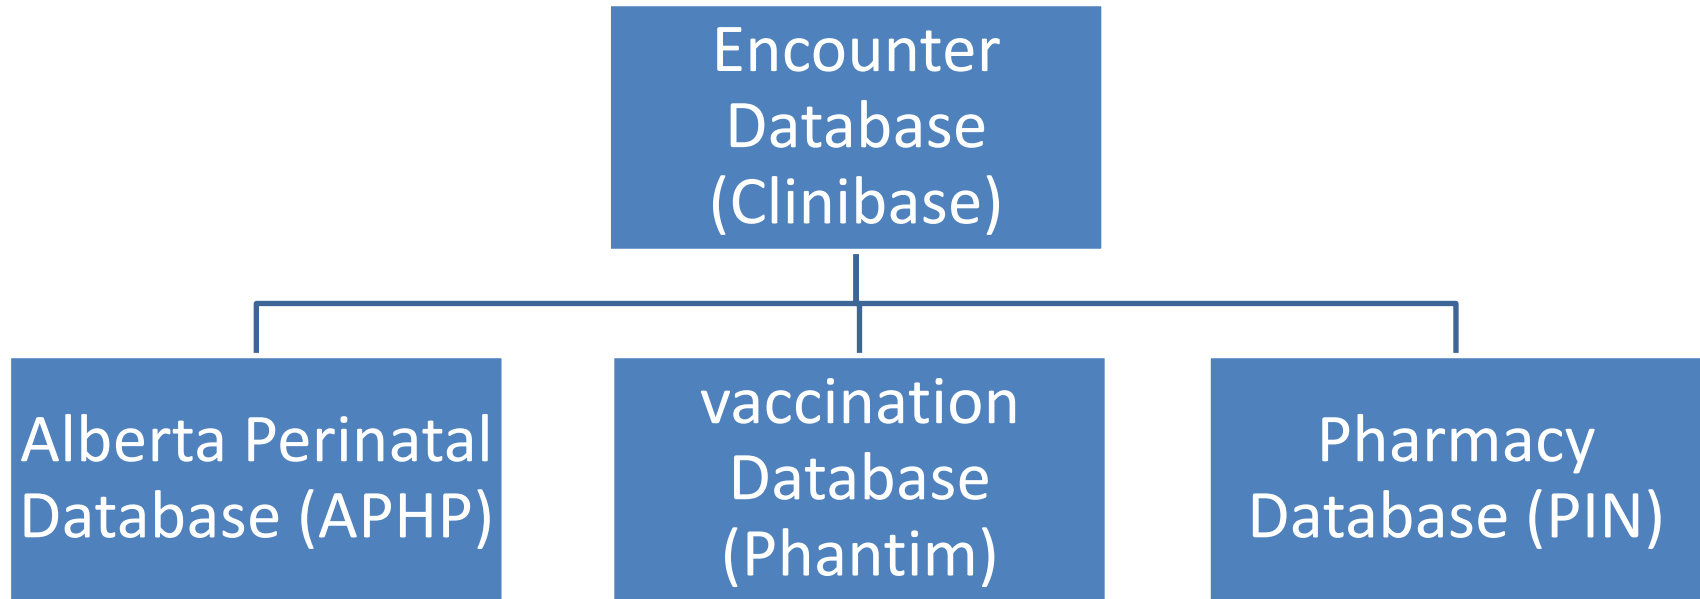 Encounter
Database
(Clinibase)
Alberta Perinatal
Database (APHP)
vaccination
Database
(Phantim)
Pharmacy
Database (PIN)